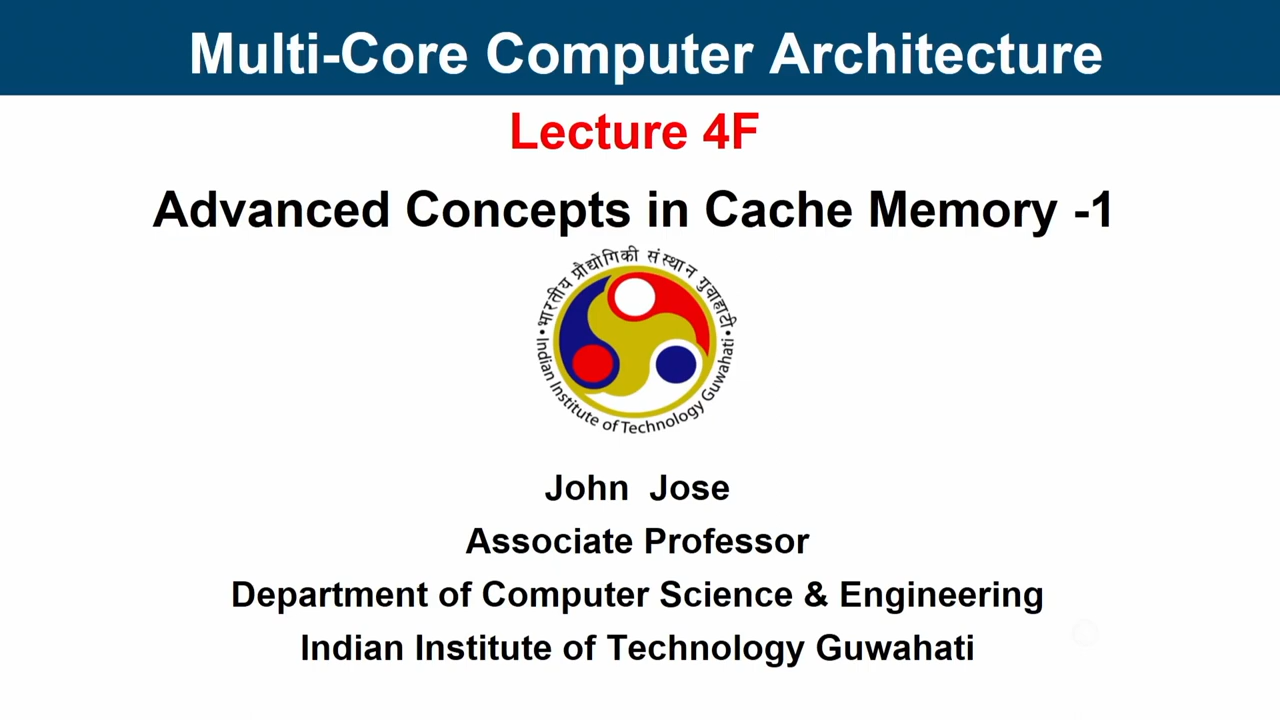 Multi-Core Computer Architecture
Lecture 4F
Advanced Concepts in Cache Memory -1
भारतीय प्रौद्योगिकी संस्थान गुवाहाटी
Indian Institute of Technology Guwahati
John Jose
Associate Professor
Department of Computer Science & Engineering
Indian Institute of Technology Guwahati